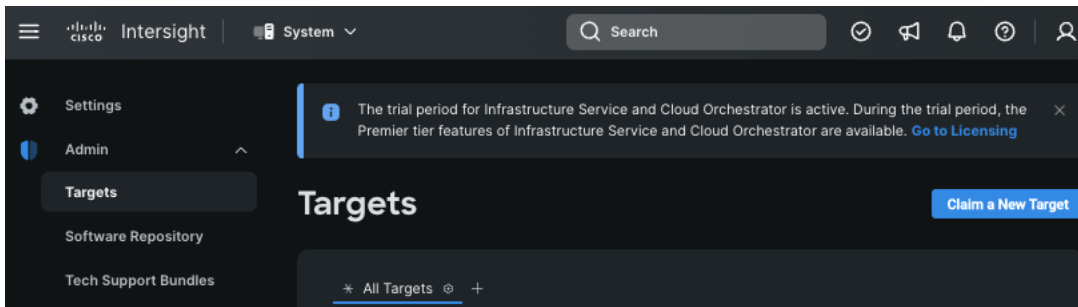 CISCO Intersight System Search
Settings
Admin
Targets
Software Repository
Tech Support Bundles
The trial period for Infrastructure Service and Cloud Orchestrator is active. During the trial period, the
Premier tier features of Infrastructure Service and Cloud Orchestrator are available. Go to Licensing
Targets
Claim a New Target
All Targets